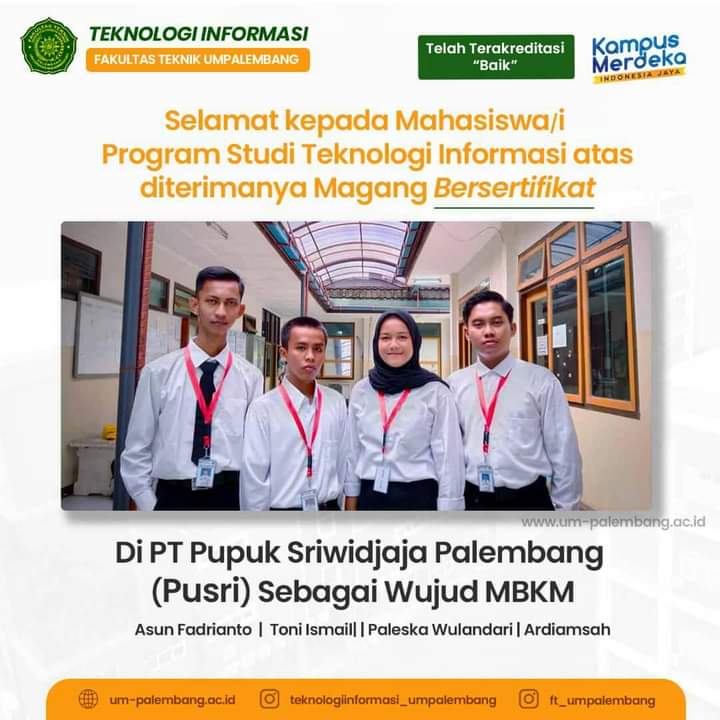 TEKNOLOGI INFORMASI
FAKULTAS TEKNIK UMPALEMBANG
Telah Terakreditasi
“Baik”
Kampus
Merdeka
INDONESIA JAYA
Selamat kepada Mahasiswa/i
Program Studi Teknologi Informasi atas
diterimanya Magang Bersertifikat
www.um-palembang.ac.id
Di PT Pupuk Sriwidjaja Palembang
(Pusri) Sebagai Wujud MBKM
Asun Fadrianto | Toni Ismail| | Paleska Wulandari | Ardiamsah
um-palembang.ac.id
teknologiinformasi_umpalembang
ft_umpalembang